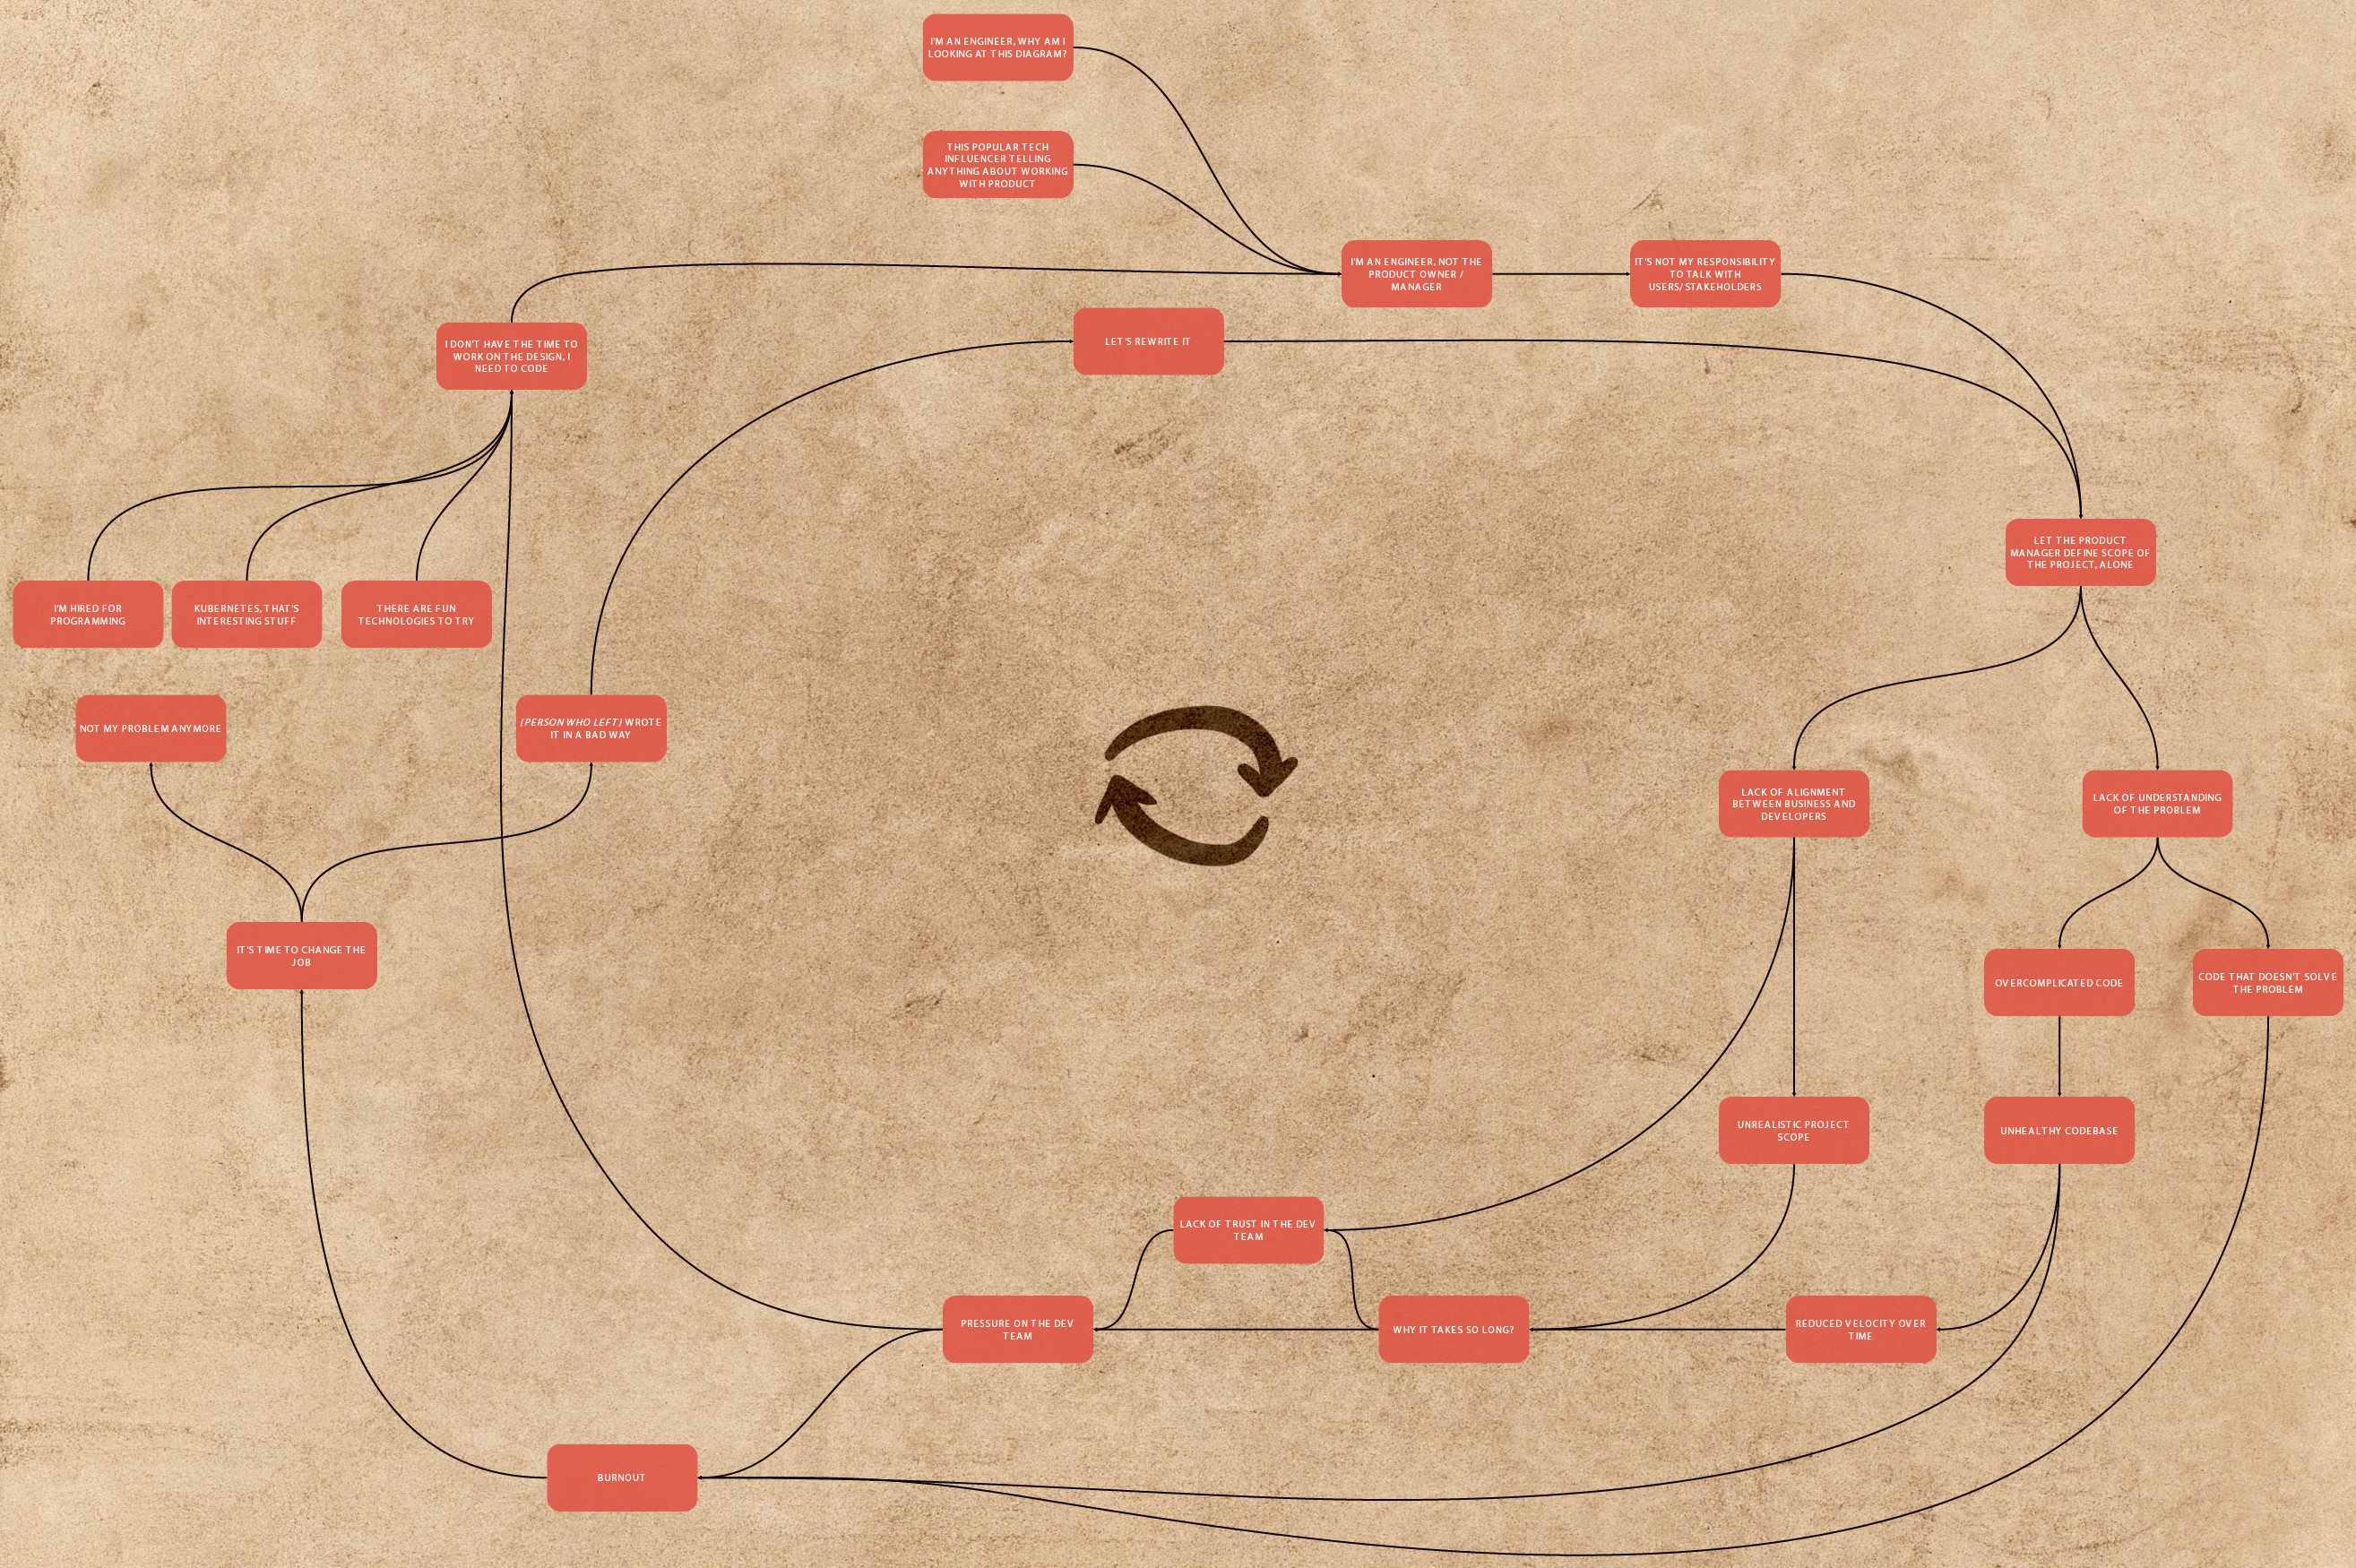 I'M AN ENGINEER, WHY AM I
LOOKING AT THIS DIAGRAM?
THIS POPULAR TECH
INFLUENCER TELLING
ANYTHING ABOUT WORKING
WITH PRODUCT
I'M AN ENGINEER, NOT THE
PRODUCT OWNER /
MANAGER
IT'S NOT MY RESPONSIBILITY
TO TALK WITH
USERS/STAKEHOLDERS
LET'S REWRITE IT
I DON'T HAVE THE TIME TO
WORK ON THE DESIGN, I
NEED TO CODE
LET THE PRODUCT
MANAGER DEFINE SCOPE OF
THE PROJECT, ALONE
I'M HIRED FOR
PROGRAMMING
KUBERNETES, THAT'S
INTERESTING STUFF
THERE ARE FUN
TECHNOLOGIES TO TRY
NOT MY PROBLEM ANYMORE
{PERSON WHO LEFT} WROTE
IT IN A BAD WAY
LACK OF ALIGNMENT
BETWEEN BUSINESS AND
DEVELOPERS
LACK OF UNDERSTANDING
OF THE PROBLEM
IT'S TIME TO CHANGE THE
JOB
OVERCOMPLICATED CODE
CODE THAT DOESN'T SOLVE
THE PROBLEM
UNREALISTIC PROJECT
SCOPE
UNHEALTHY CODEBASE
LACK OF TRUST IN THE DEV
TEAM
PRESSURE ON THE DEV
TEAM
WHY IT TAKES SO LONG?
REDUCED VELOCITY OVER
TIME
BURNOUT